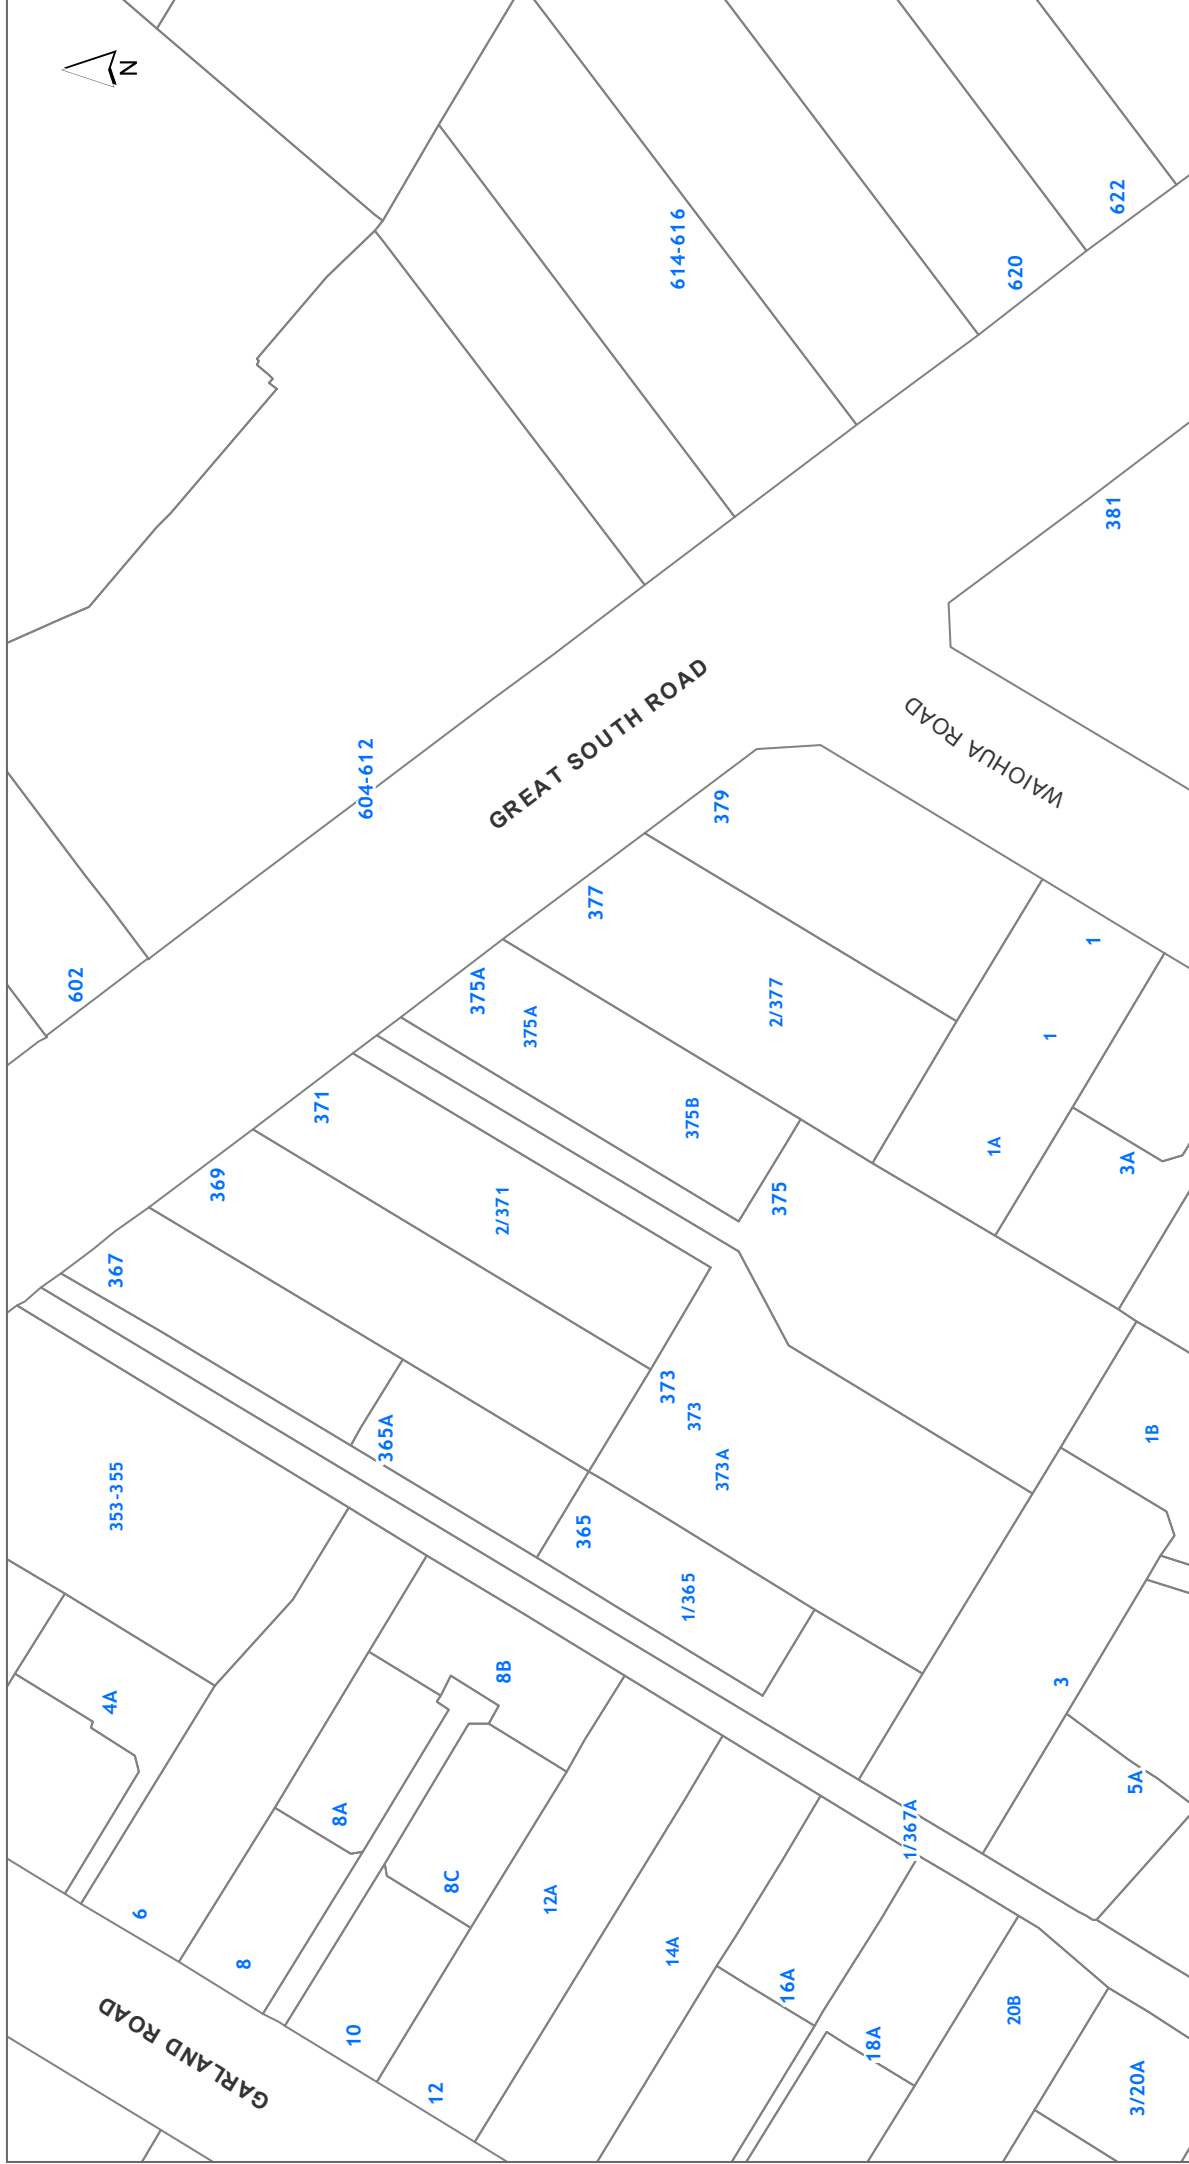 N
614-616
622
620
381
604-612
GREAT SOUTH ROAD
WAIOHUA ROAD
379
377
602
375A
375A
2/377
1
1
375B
1A
3A
371
369
375
2/371
367
373
373
373A
365A
1B
353-355
365
1/365
8B
3
4A
5A
8A
1/367A
8C
12A
6
14A
8
16A
20B
GARLAND ROAD
10
18A
12
3/20A